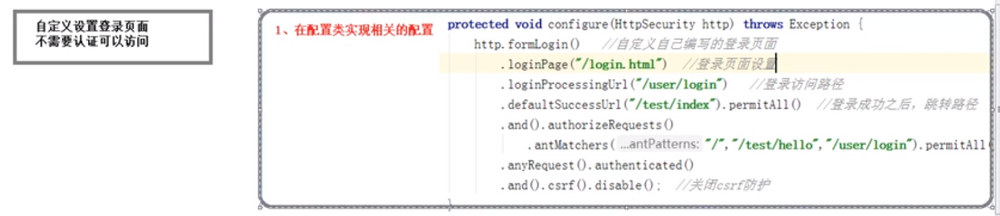 自定义设置登录页面
不需要认证可以访问
1、在配置类实现相关的配置
protected void configure(HttpSecurity http) throws Exception {
http.formLogin() //自定义自己编写的登录页面
.loginPage("/login.html") //登录页面设置
.loginProcessingUrl("/user/login") //登录访问路径
.defaultSuccessUrl("/test/index").permitAll() //登录成功之后，跳转路径
.and().authorizeRequests()
.antMatchers( ...antPatterns: "/","/test/hello","/user/login").permitAll(
.anyRequest().authenticated()
.and().csrf().disable(); //关闭csrf防护
}